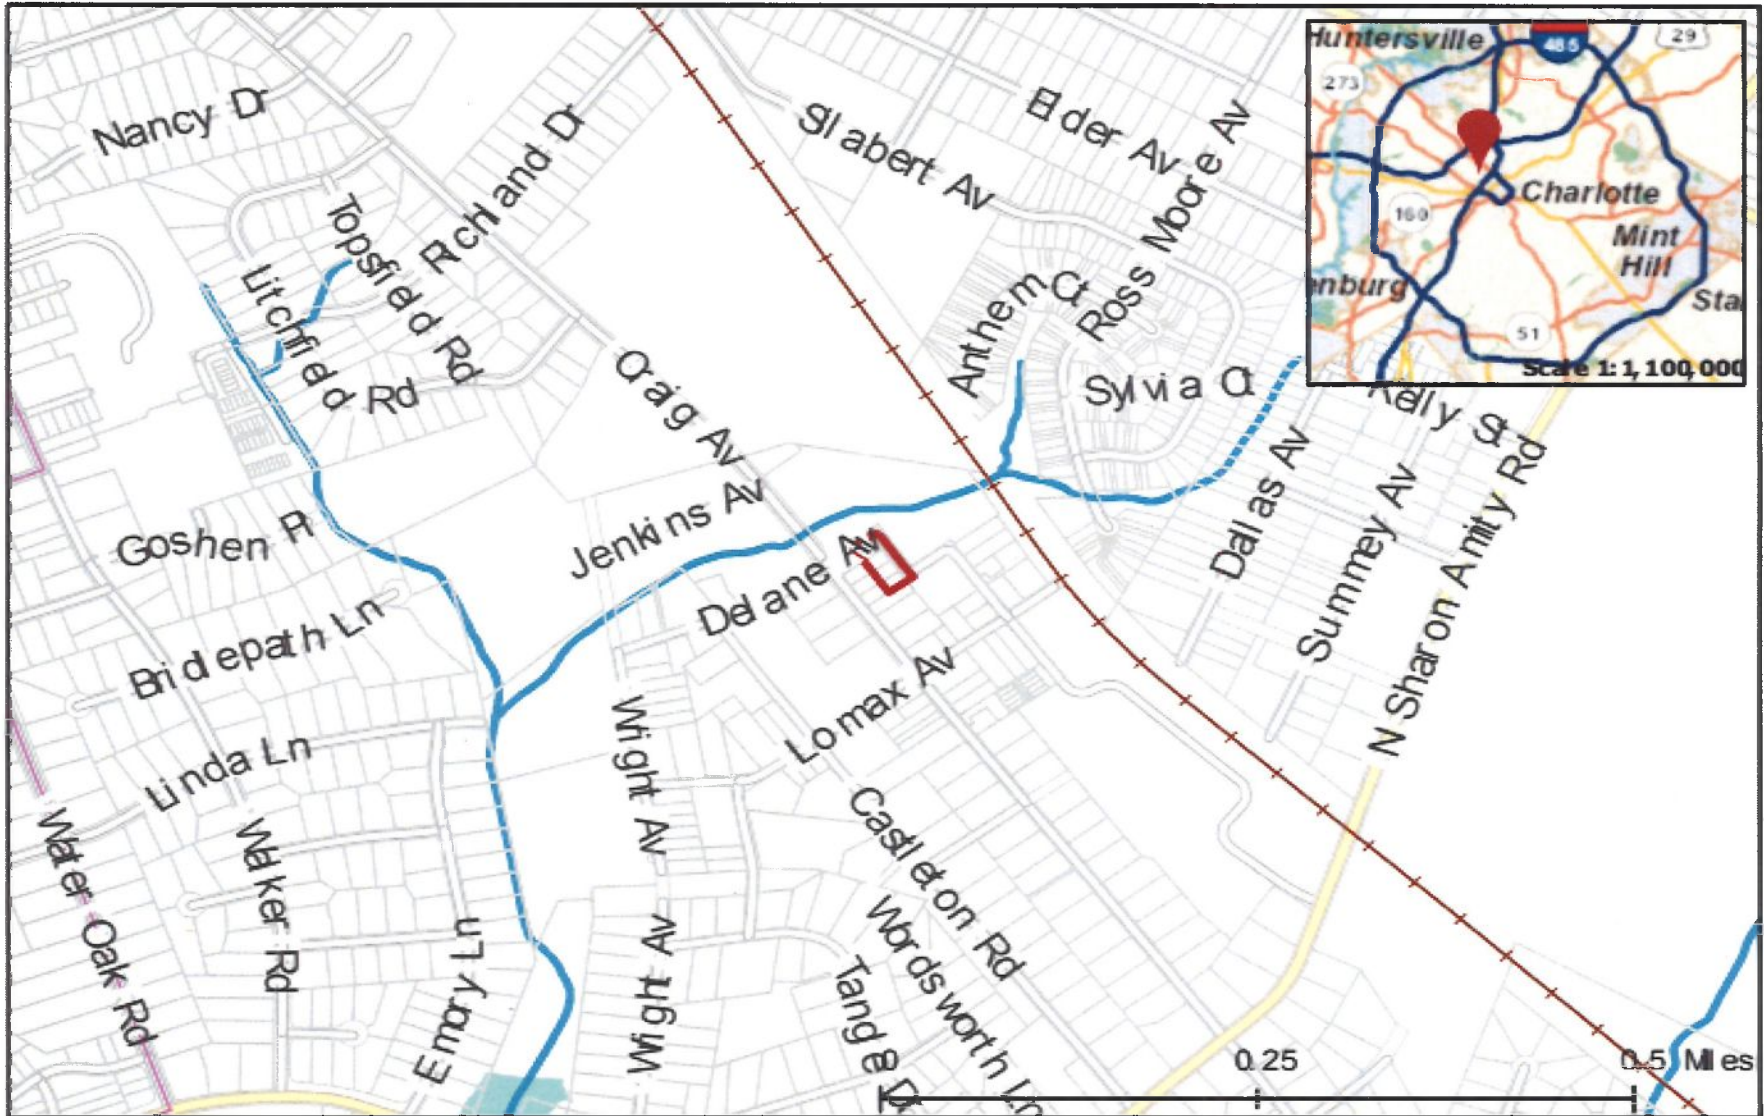 Nancy Dr
Richland Dr
Topsfield Rd
Litchfield Rd
Silabert Av
Elder Av
Ross Moore Av
Anthem Ct
Sylvia Ct
Craig Av
Jenkins Av
Delane Av
Goshen Pl
Bridlepath Ln
Linda Ln
Water Oak Rd
Walker Rd
Emory Ln
Wight Av
Wight Av
Lomax Av
Castleton Rd
Wordsworth Ln
Tangle Dr
Dallas Av
Summey Av
Kelly St
N Sharon Amity Rd
Huntersville
485
29
273
Charlotte
160
Mint
Hill
enburg
Sta
51
Scale 1: 1,100,000
0
0.25
0.5 Miles